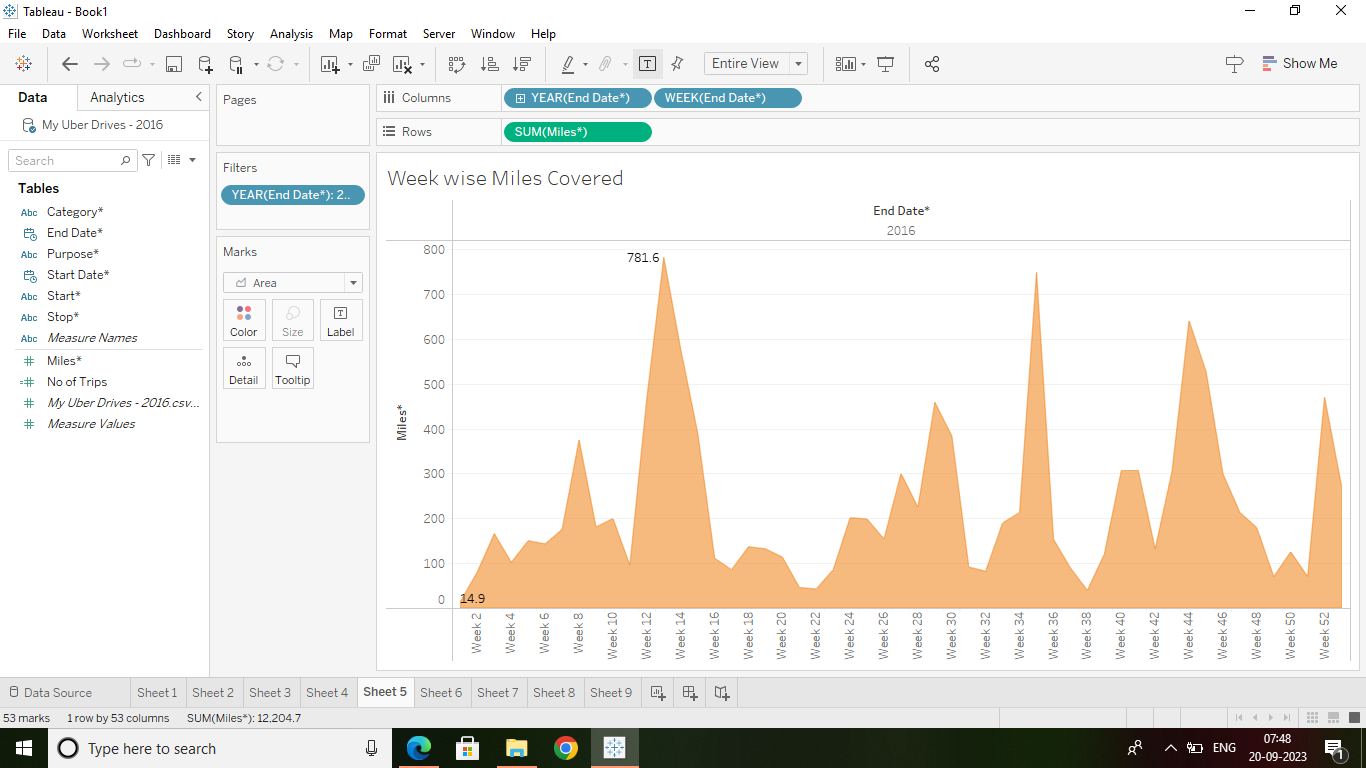 Tableau - Book1
File Data Worksheet Dashboard Story Analysis Map Format Server Window Help
Entire View
Show Me
Data Analytics
My Uber Drives - 2016
Search
Tables
Abc Category*
End Date*
Abc Purpose*
Start Date*
Abc Start*
Abc Stop*
Abc Measure Names
# Miles*
=# No of Trips
# My Uber Drives - 2016.csv...
# Measure Values
Pages
Filters
YEAR(End Date*): 2..
Marks
Area
Color Size Label
Detail Tooltip
Columns YEAR(End Date*) WEEK(End Date*)
Rows SUM(Miles*)
Week wise Miles Covered
End Date*
2016
Miles*
800
700
600
500
400
300
200
100
0
781.6
14.9
Week 2
Week 4
Week 6
Week 8
Week 10
Week 12
Week 14
Week 16
Week 18
Week 20
Week 22
Week 24
Week 26
Week 28
Week 30
Week 32
Week 34
Week 36
Week 38
Week 40
Week 42
Week 44
Week 46
Week 48
Week 50
Week 52
Data Source Sheet 1 Sheet 2 Sheet 3 Sheet 4 Sheet 5 Sheet 6 Sheet 7 Sheet 8 Sheet 9
53 marks 1 row by 53 columns SUM(Miles*): 12,204.7
Type here to search
ENG
07:48
20-09-2023
1